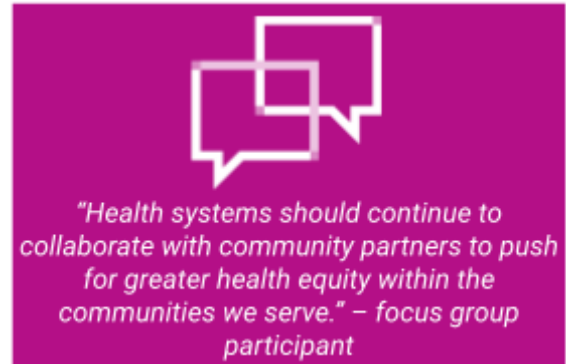 "Health systems should continue to
collaborate with community partners to push
for greater health equity within the
communities we serve." – focus group
participant